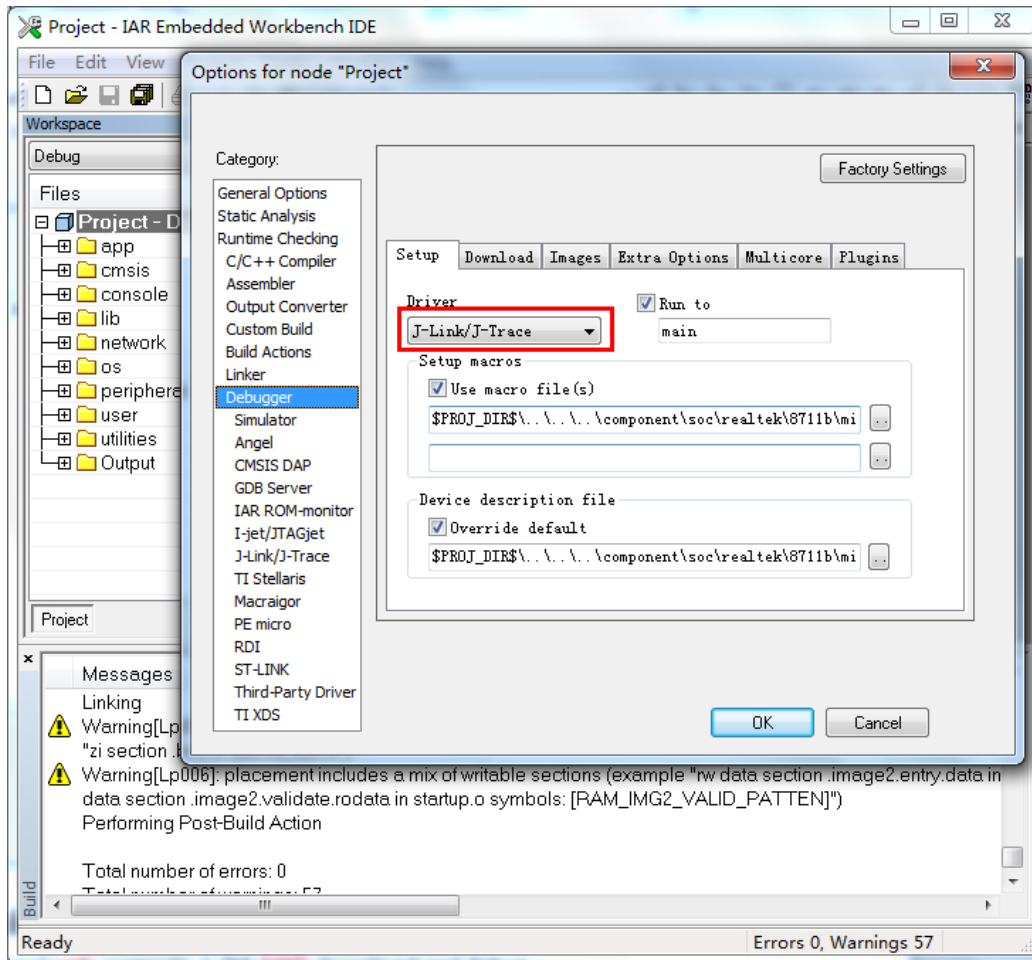 Project - IAR Embedded Workbench IDE
File Edit View
Options for node "Project"
Workspace
Debug
Files
Project - D
app
cmsis
console
lib
network
os
periphera
user
utilities
Output
Project
Category:
General Options
Static Analysis
Runtime Checking
C/C++ Compiler
Assembler
Output Converter
Custom Build
Build Actions
Linker
Debugger
Simulator
Angel
CMSIS DAP
GDB Server
IAR ROM-monitor
I-jet/JTAGjet
J-Link/J-Trace
TI Stellaris
Macraigor
PE micro
RDI
ST-LINK
Third-Party Driver
TI XDS
Factory Settings
Setup Download Images Extra Options Multicore Plugins
Driver
J-Link/J-Trace
Run to
main
Setup macros
Use macro file(s)
$PROJ_DIR$\..\..\..\component\soc\realtek\8711b\mi
..
..
Device description file
Override default
$PROJ_DIR$\..\..\..\component\soc\realtek\8711b\mi
..
OK Cancel
Messages
Linking
Warning[Lp
"zi section .b
Warning[Lp006]: placement includes a mix of writable sections (example "rw data section .image2.entry.data in
data section .image2.validate.rodata in startup.o symbols: [RAM_IMG2_VALID_PATTEN]")
Performing Post-Build Action
Total number of errors: 0
Total number of warnings: 57
Build
Ready
Errors 0, Warnings 57